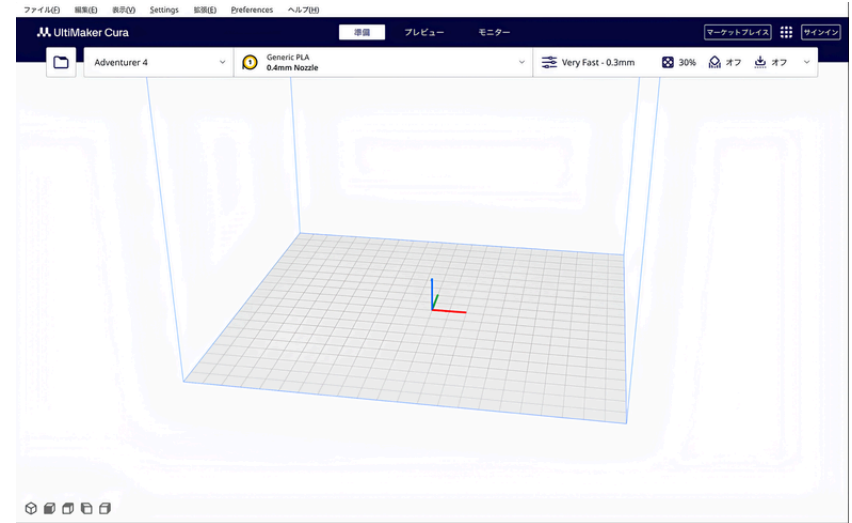 ファイル(F) 編集(E) 表示(V) Settings 拡張(E) Preferences ヘルプ(H)
UltiMaker Cura 準備 プレビュー モニター マーケットプレイス サインイン
Adventurer 4 1 Generic PLA Very Fast - 0.3mm 30% オフ オフ
0.4mm Nozzle